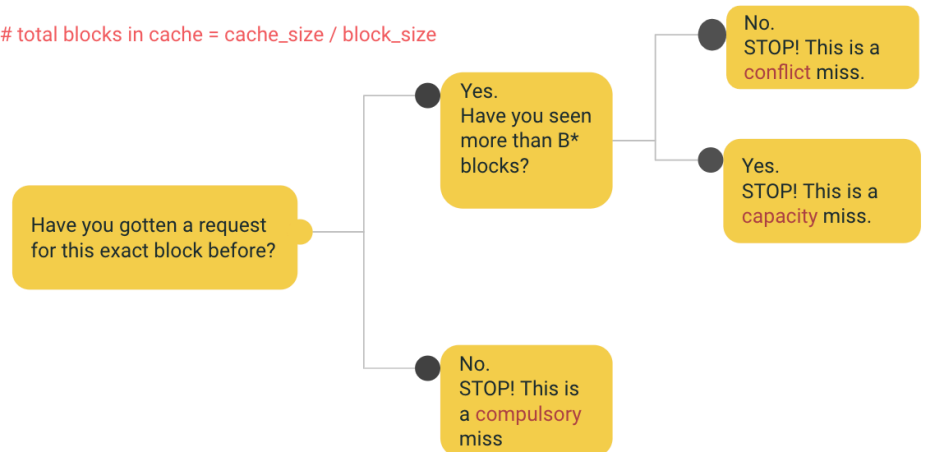 # total blocks in cache = cache_size / block_size
Have you gotten a request
for this exact block before?
Yes.
Have you seen
more than B*
blocks?
No.
STOP! This is a
conflict miss.
Yes.
STOP! This is a
capacity miss.
No.
STOP! This is
a compulsory
miss